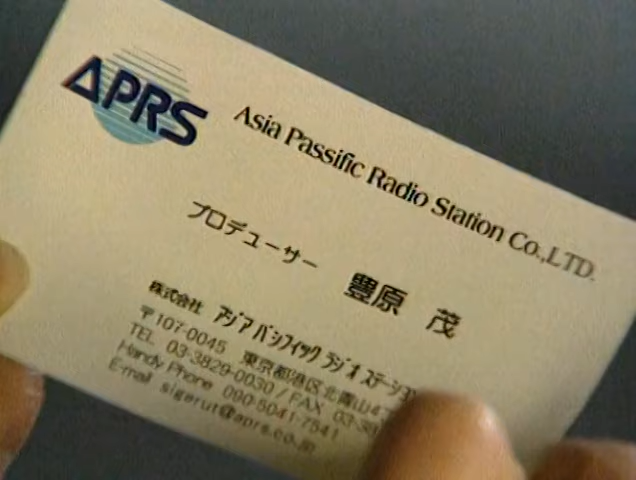 APRS
Asia Passific Radio Station Co.,LTD.
プロデューサー 豊原 茂
株式会社 アジアパシフィックラジオステーション
〒107-0045 東京都港区北青山4
TEL 03-3829-0030 / FAX 03-38
Handy Phone 090-5041-7541
E-mail sigerut@aprs.co.jp